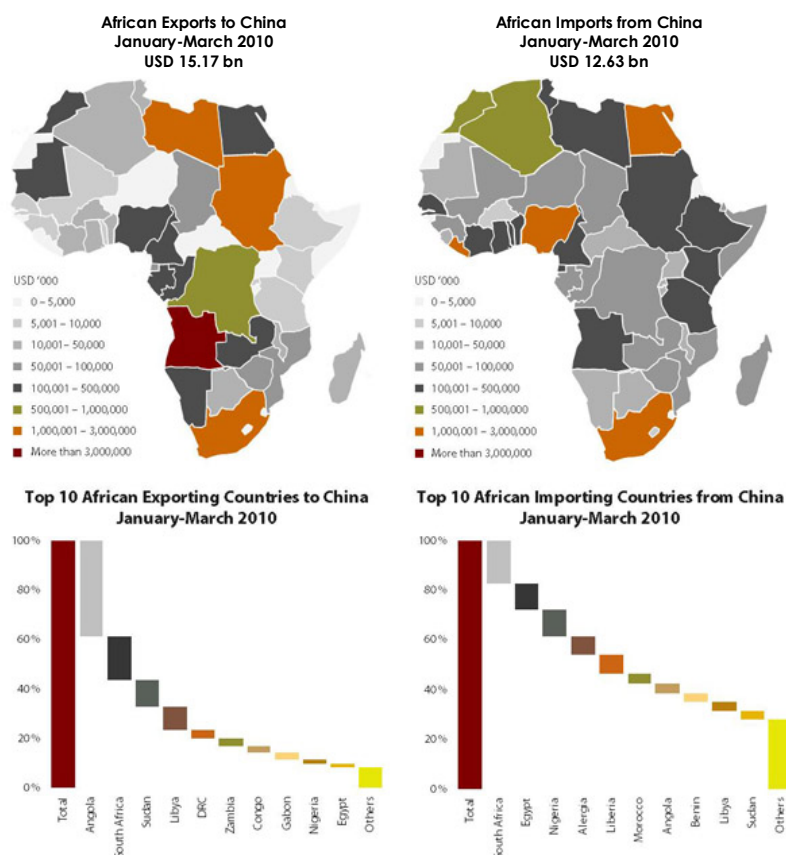 African Exports to China
January-March 2010
USD 15.17 bn
African Imports from China
January-March 2010
USD 12.63 bn
USD '000
0 – 5,000
5,001 – 10,000
10,001 – 50,000
50,001 – 100,000
100,001 – 500,000
500,001 – 1,000,000
1,000,001 – 3,000,000
More than 3,000,000
USD '000
0 – 5,000
5,001 – 10,000
10,001 – 50,000
50,001 – 100,000
100,001 – 500,000
500,001 – 1,000,000
1,000,001 – 3,000,000
More than 3,000,000
Top 10 African Exporting Countries to China
January-March 2010
100%
80%
60%
40%
20%
0%
Total
Angola
South Africa
Sudan
Libya
DRC
Zambia
Congo
Gabon
Nigeria
Egypt
Others
Top 10 African Importing Countries from China
January-March 2010
100%
80%
60%
40%
20%
0%
Total
South Africa
Egypt
Nigeria
Alergia
Liberia
Morocco
Angola
Benin
Libya
Sudan
Others